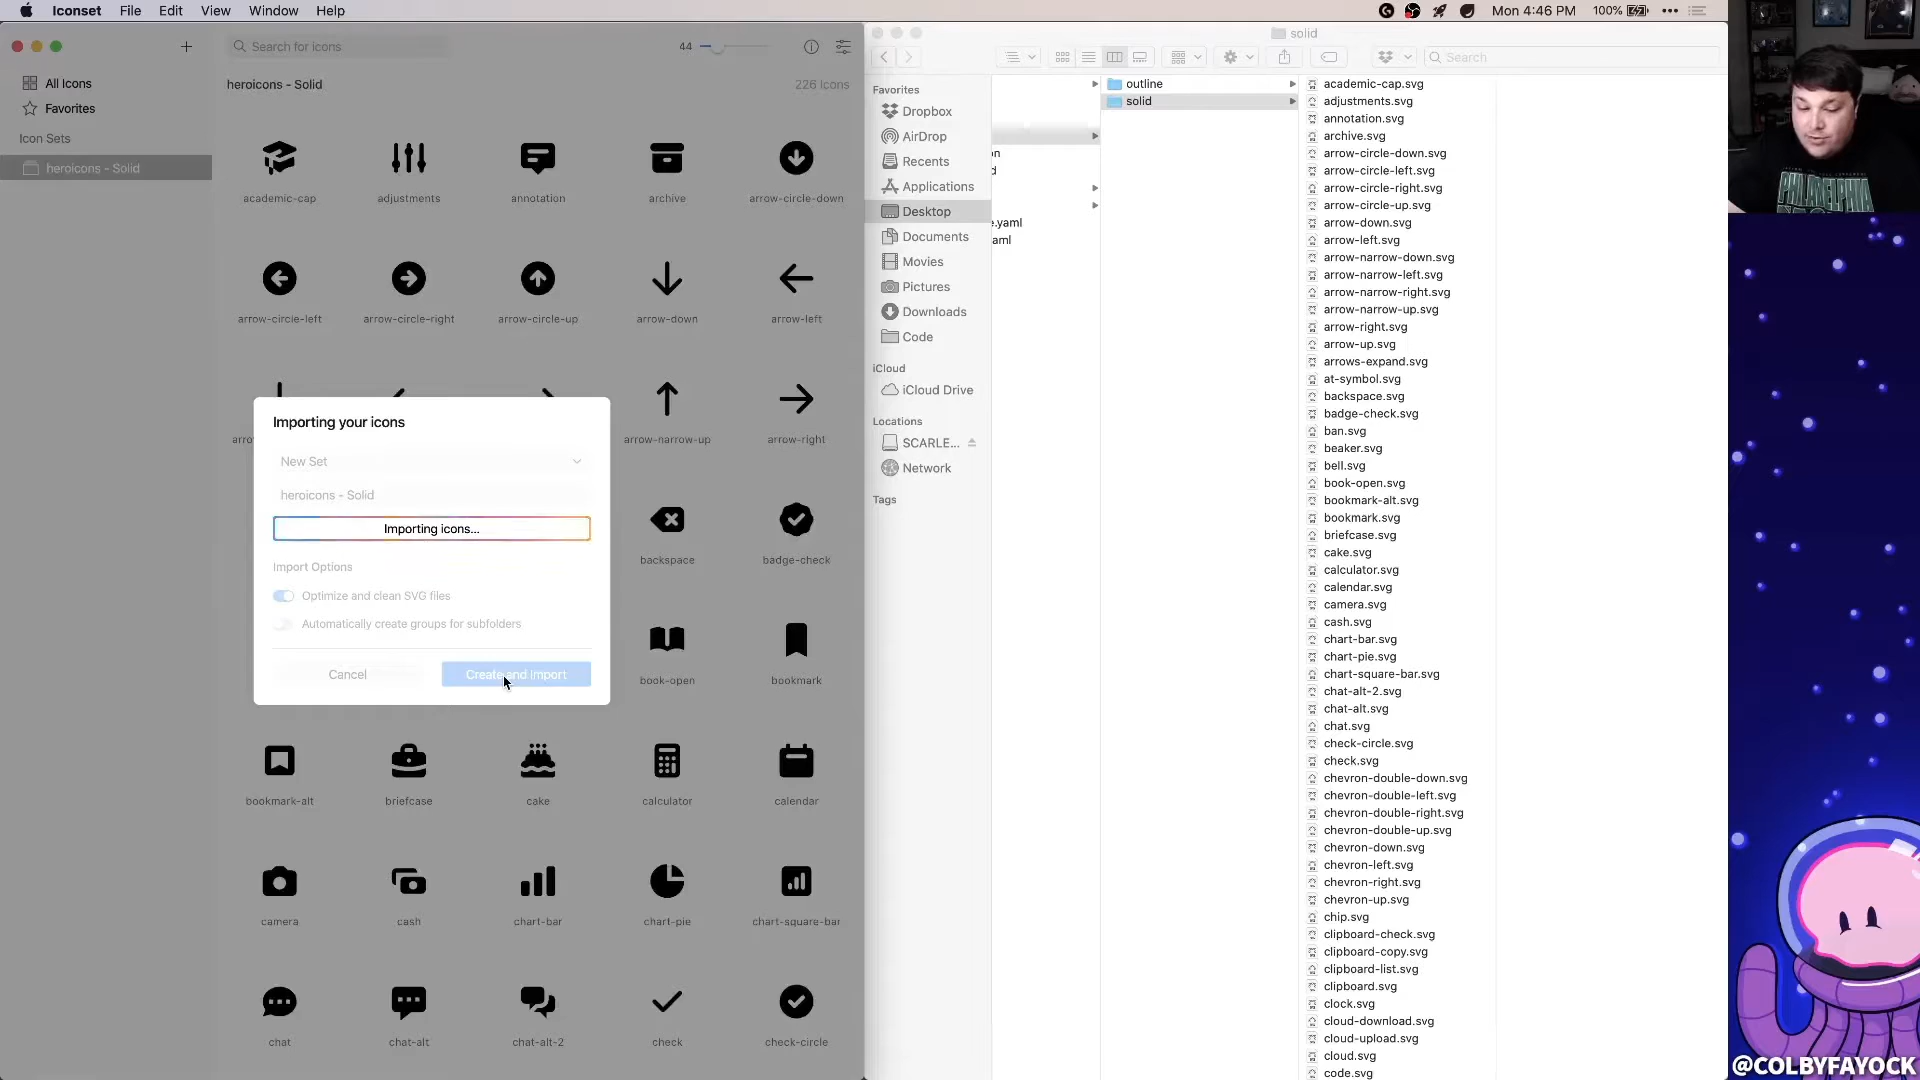 Iconset File Edit View Window Help
Mon 4:46 PM 100%
Search for icons
44
All Icons
Favorites
Icon Sets
heroicons - Solid
heroicons - Solid
226 Icons
academic-cap
adjustments
annotation
archive
arrow-circle-down
arrow-circle-left
arrow-circle-right
arrow-circle-up
arrow-down
arrow-left
arro
arrow-narrow-up
arrow-right
backspace
badge-check
book-open
bookmark
bookmark-alt
briefcase
cake
calculator
calendar
camera
cash
chart-bar
chart-pie
chart-square-bar
chat
chat-alt
chat-alt-2
check
check-circle
Importing your icons
New Set
heroicons - Solid
Importing icons...
Import Options
Optimize and clean SVG files
Automatically create groups for subfolders
Cancel
Create and import
solid
Search
Favorites
Dropbox
AirDrop
Recents
Applications
Desktop
Documents
Movies
Pictures
Downloads
Code
iCloud
iCloud Drive
Locations
SCARLE...
Network
Tags
on
d
e.yaml
aml
outline
solid
academic-cap.svg
adjustments.svg
annotation.svg
archive.svg
arrow-circle-down.svg
arrow-circle-left.svg
arrow-circle-right.svg
arrow-circle-up.svg
arrow-down.svg
arrow-left.svg
arrow-narrow-down.svg
arrow-narrow-left.svg
arrow-narrow-right.svg
arrow-narrow-up.svg
arrow-right.svg
arrow-up.svg
arrows-expand.svg
at-symbol.svg
backspace.svg
badge-check.svg
ban.svg
beaker.svg
bell.svg
book-open.svg
bookmark-alt.svg
bookmark.svg
briefcase.svg
cake.svg
calculator.svg
calendar.svg
camera.svg
cash.svg
chart-bar.svg
chart-pie.svg
chart-square-bar.svg
chat-alt-2.svg
chat-alt.svg
chat.svg
check-circle.svg
check.svg
chevron-double-down.svg
chevron-double-left.svg
chevron-double-right.svg
chevron-double-up.svg
chevron-down.svg
chevron-left.svg
chevron-right.svg
chevron-up.svg
chip.svg
clipboard-check.svg
clipboard-copy.svg
clipboard-list.svg
clipboard.svg
clock.svg
cloud-download.svg
cloud-upload.svg
cloud.svg
code.svg
PHILADELPHIA
@COLBYFAYOCK